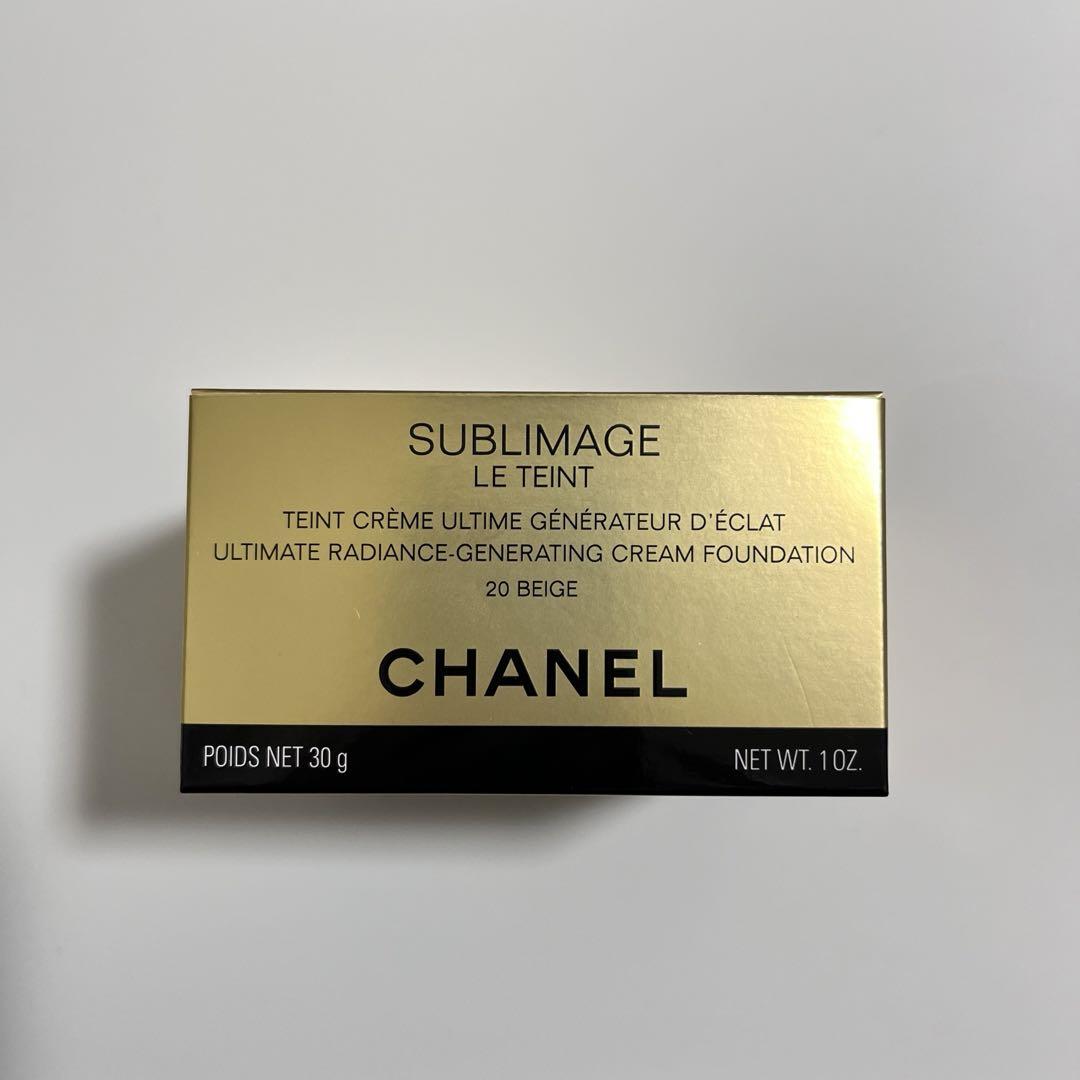 SUBLIMAGE
LE TEINT
TEINT CRÈME ULTIME GÉNÉRATEUR D'ÉCLAT
ULTIMATE RADIANCE-GENERATING CREAM FOUNDATION
20 BEIGE
CHANEL
POIDS NET 30 g NET WT. 1 OZ.